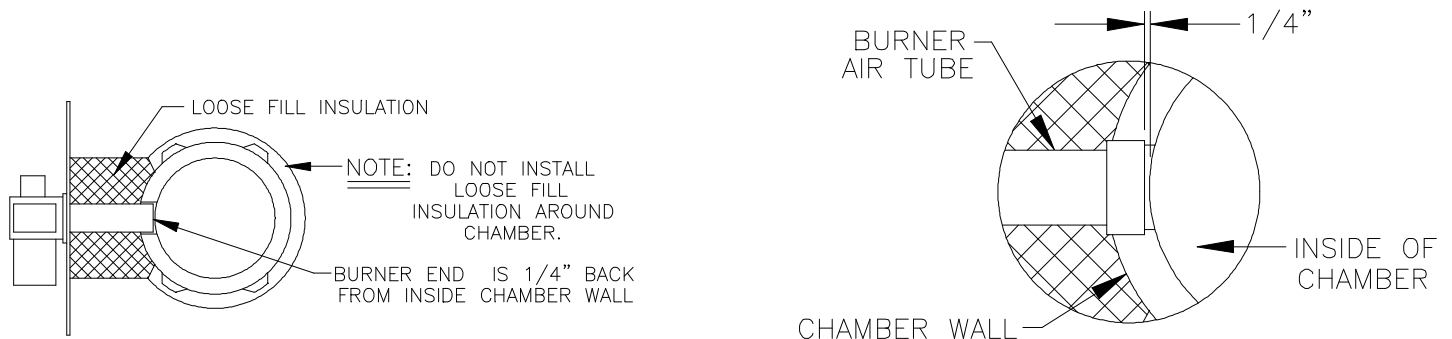 LOOSE FILL INSULATION
NOTE: DO NOT INSTALL
LOOSE FILL
INSULATION AROUND
CHAMBER.
BURNER END IS 1/4" BACK
FROM INSIDE CHAMBER WALL
1/4"
BURNER
AIR TUBE
INSIDE OF
CHAMBER
CHAMBER WALL